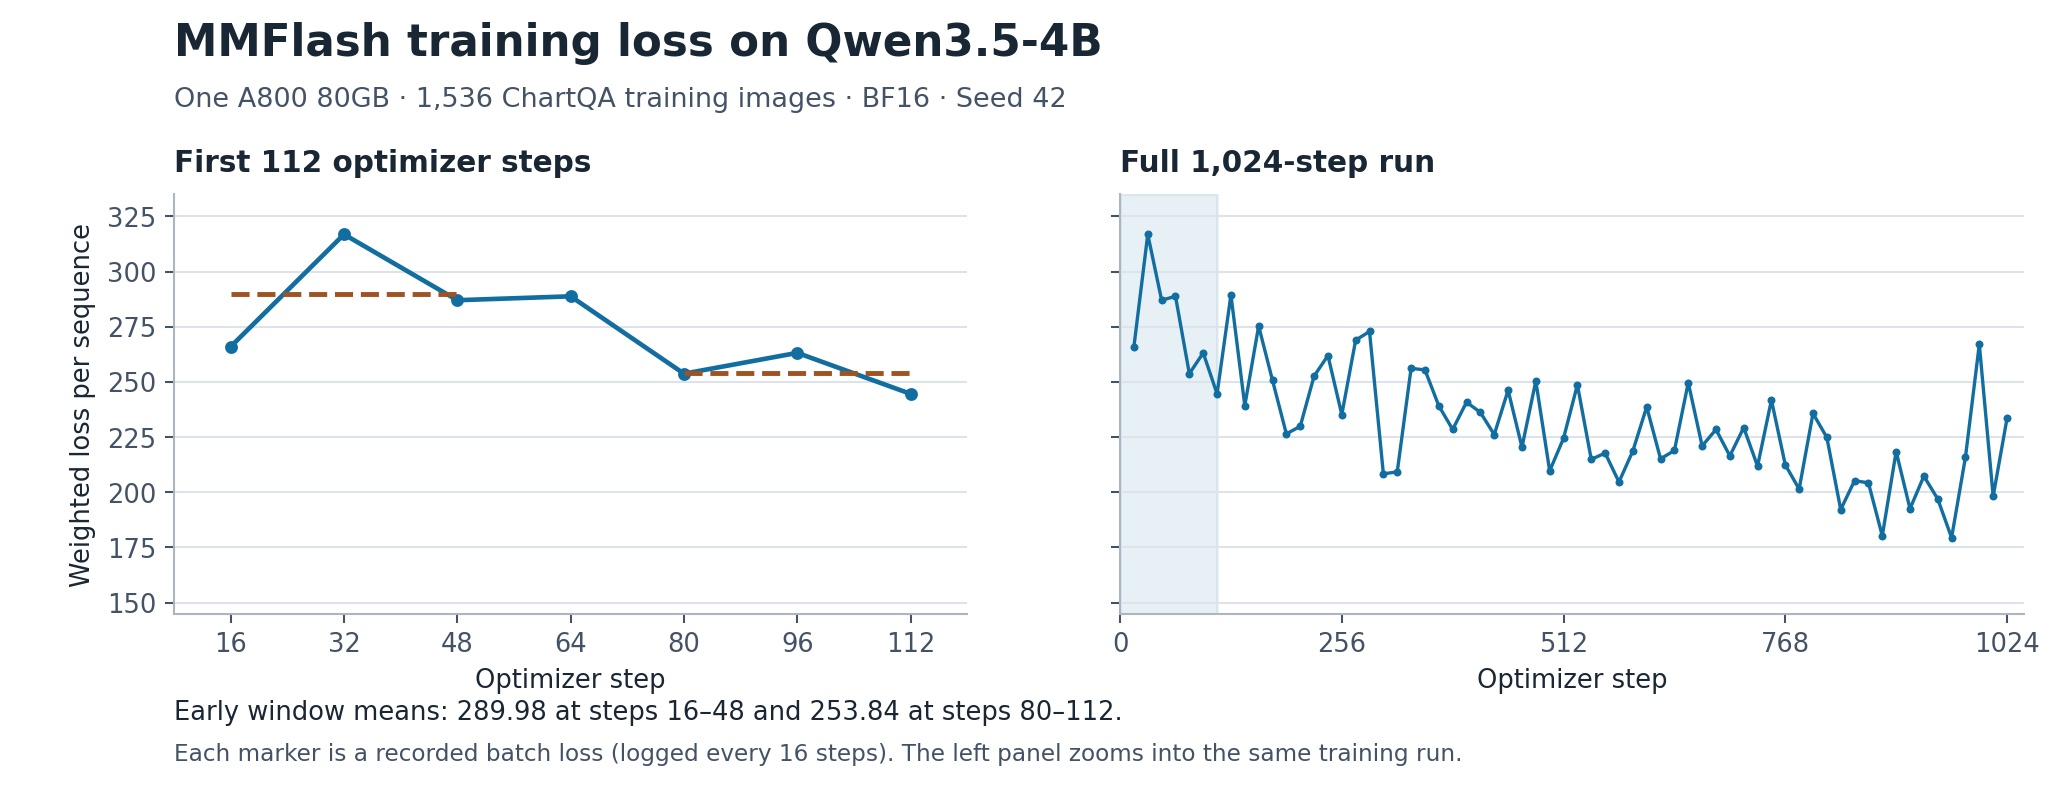 MMFlash training loss on Qwen3.5-4B
One A800 80GB · 1,536 ChartQA training images · BF16 · Seed 42
First 112 optimizer steps
Weighted loss per sequence
325
300
275
250
225
200
175
150
16 32 48 64 80 96 112
Optimizer step
Full 1,024-step run
0 256 512 768 1024
Optimizer step
Early window means: 289.98 at steps 16–48 and 253.84 at steps 80–112.
Each marker is a recorded batch loss (logged every 16 steps). The left panel zooms into the same training run.